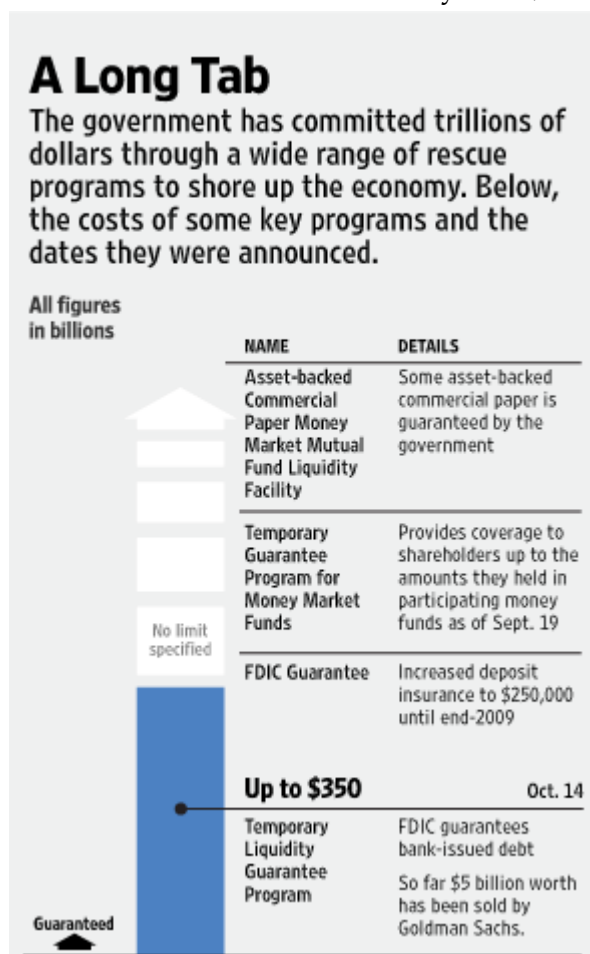 A Long Tab
The government has committed trillions of
dollars through a wide range of rescue
programs to shore up the economy. Below,
the costs of some key programs and the
dates they were announced.
All figures
in billions
NAME
DETAILS
Asset-backed
Commercial
Paper Money
Market Mutual
Fund Liquidity
Facility
Some asset-backed
commercial paper is
guaranteed by the
government
Temporary
Guarantee
Program for
Money Market
Funds
Provides coverage to
shareholders up to the
amounts they held in
participating money
funds as of Sept. 19
No limit
specified
FDIC Guarantee
Increased deposit
insurance to $250,000
until end-2009
Up to $350
Oct. 14
Temporary
Liquidity
Guarantee
Program
FDIC guarantees
bank-issued debt
So far $5 billion worth
has been sold by
Goldman Sachs.
Guaranteed